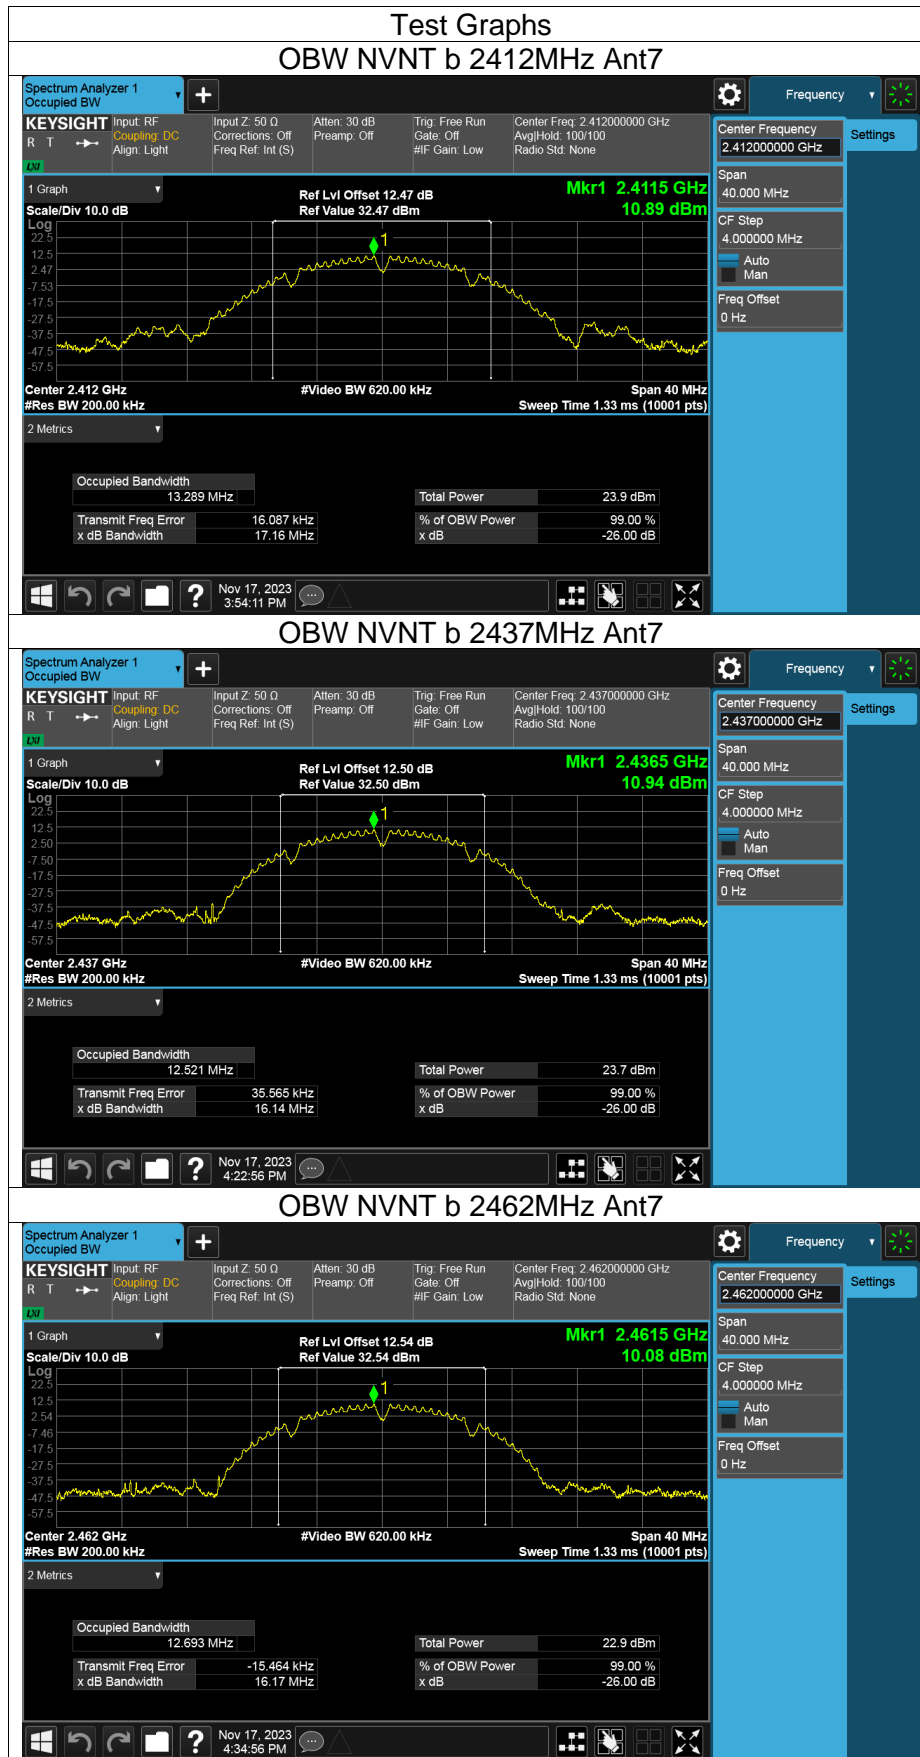 Test Graphs
OBW NVNT b 2412MHz Ant7
Spectrum Analyzer 1
Occupied BW
+
Frequency
KEYSIGHT
R T
LXI
Input: RF
Coupling: DC
Align: Light
Input Z: 50 Ω
Corrections: Off
Freq Ref: Int (S)
Atten: 30 dB
Preamp: Off
Trig: Free Run
Gate: Off
#IF Gain: Low
Center Freq: 2.412000000 GHz
Avg|Hold: 100/100
Radio Std: None
Center Frequency
2.412000000 GHz
Settings
Span
40.000 MHz
CF Step
4.000000 MHz
Auto
Man
Freq Offset
0 Hz
1 Graph
Scale/Div 10.0 dB
Ref Lvl Offset 12.47 dB
Ref Value 32.47 dBm
Mkr1 2.4115 GHz
10.89 dBm
Log
22.5
12.5
2.47
-7.53
-17.5
-27.5
-37.5
-47.5
-57.5
1
Center 2.412 GHz
#Res BW 200.00 kHz
#Video BW 620.00 kHz
Span 40 MHz
Sweep Time 1.33 ms (10001 pts)
2 Metrics
Occupied Bandwidth
13.289 MHz
Total Power 23.9 dBm
Transmit Freq Error 16.087 kHz
% of OBW Power 99.00 %
x dB Bandwidth 17.16 MHz
x dB -26.00 dB
?
Nov 17, 2023
3:54:11 PM
OBW NVNT b 2437MHz Ant7
Spectrum Analyzer 1
Occupied BW
+
Frequency
KEYSIGHT
R T
LXI
Input: RF
Coupling: DC
Align: Light
Input Z: 50 Ω
Corrections: Off
Freq Ref: Int (S)
Atten: 30 dB
Preamp: Off
Trig: Free Run
Gate: Off
#IF Gain: Low
Center Freq: 2.437000000 GHz
Avg|Hold: 100/100
Radio Std: None
Center Frequency
2.437000000 GHz
Settings
Span
40.000 MHz
CF Step
4.000000 MHz
Auto
Man
Freq Offset
0 Hz
1 Graph
Scale/Div 10.0 dB
Ref Lvl Offset 12.50 dB
Ref Value 32.50 dBm
Mkr1 2.4365 GHz
10.94 dBm
Log
22.5
12.5
2.50
-7.50
-17.5
-27.5
-37.5
-47.5
-57.5
1
Center 2.437 GHz
#Res BW 200.00 kHz
#Video BW 620.00 kHz
Span 40 MHz
Sweep Time 1.33 ms (10001 pts)
2 Metrics
Occupied Bandwidth
12.521 MHz
Total Power 23.7 dBm
Transmit Freq Error 35.565 kHz
% of OBW Power 99.00 %
x dB Bandwidth 16.14 MHz
x dB -26.00 dB
?
Nov 17, 2023
4:22:56 PM
OBW NVNT b 2462MHz Ant7
Spectrum Analyzer 1
Occupied BW
+
Frequency
KEYSIGHT
R T
LXI
Input: RF
Coupling: DC
Align: Light
Input Z: 50 Ω
Corrections: Off
Freq Ref: Int (S)
Atten: 30 dB
Preamp: Off
Trig: Free Run
Gate: Off
#IF Gain: Low
Center Freq: 2.462000000 GHz
Avg|Hold: 100/100
Radio Std: None
Center Frequency
2.462000000 GHz
Settings
Span
40.000 MHz
CF Step
4.000000 MHz
Auto
Man
Freq Offset
0 Hz
1 Graph
Scale/Div 10.0 dB
Ref Lvl Offset 12.54 dB
Ref Value 32.54 dBm
Mkr1 2.4615 GHz
10.08 dBm
Log
22.5
12.5
2.54
-7.46
-17.5
-27.5
-37.5
-47.5
-57.5
1
Center 2.462 GHz
#Res BW 200.00 kHz
#Video BW 620.00 kHz
Span 40 MHz
Sweep Time 1.33 ms (10001 pts)
2 Metrics
Occupied Bandwidth
12.693 MHz
Total Power 22.9 dBm
Transmit Freq Error -15.464 kHz
% of OBW Power 99.00 %
x dB Bandwidth 16.17 MHz
x dB -26.00 dB
?
Nov 17, 2023
4:34:56 PM